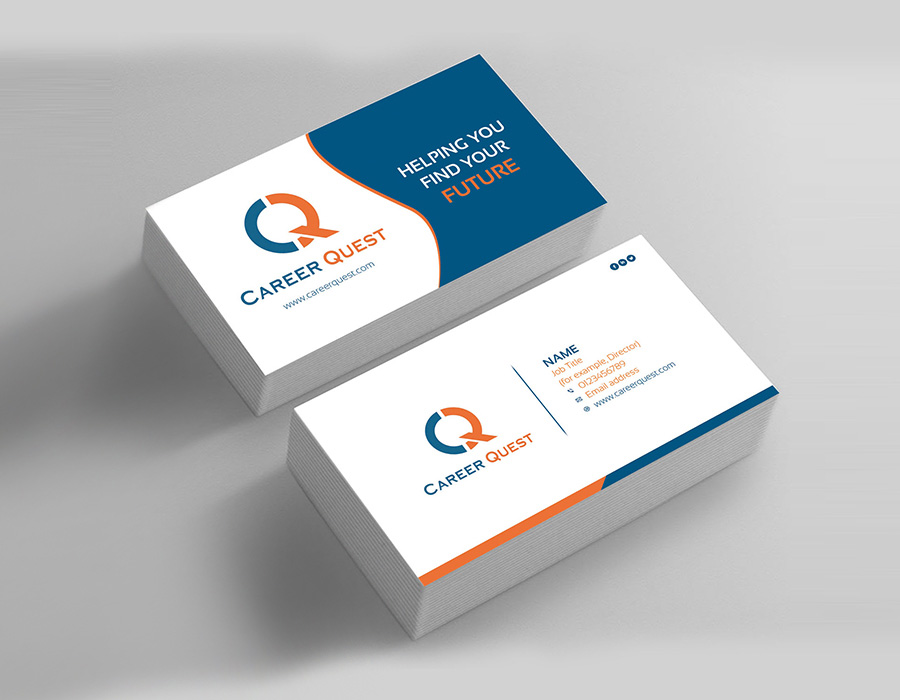 HELPING YOU
FIND YOUR
FUTURE
CAREER QUEST
www.careerquest.com
NAME
Job Title
(for example, Director)
0123456789
Email address
www.careerquest.com
CAREER QUEST